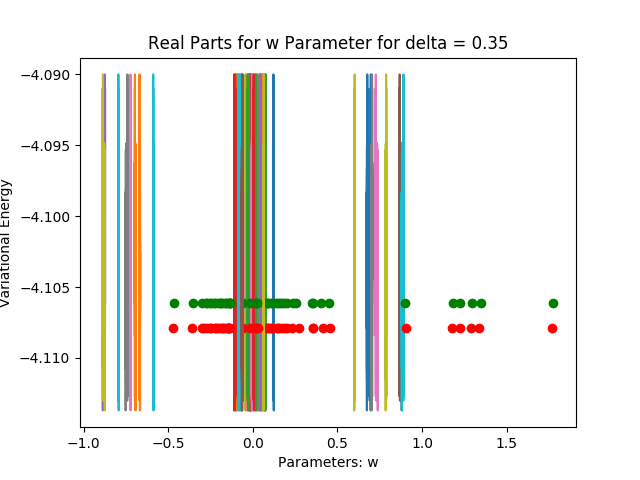 Real Parts for w Parameter for delta = 0.35
−4.090
−4.095
−4.100
−4.105
−4.110
Variational Energy
−1.0 −0.5 0.0 0.5 1.0 1.5
Parameters: w